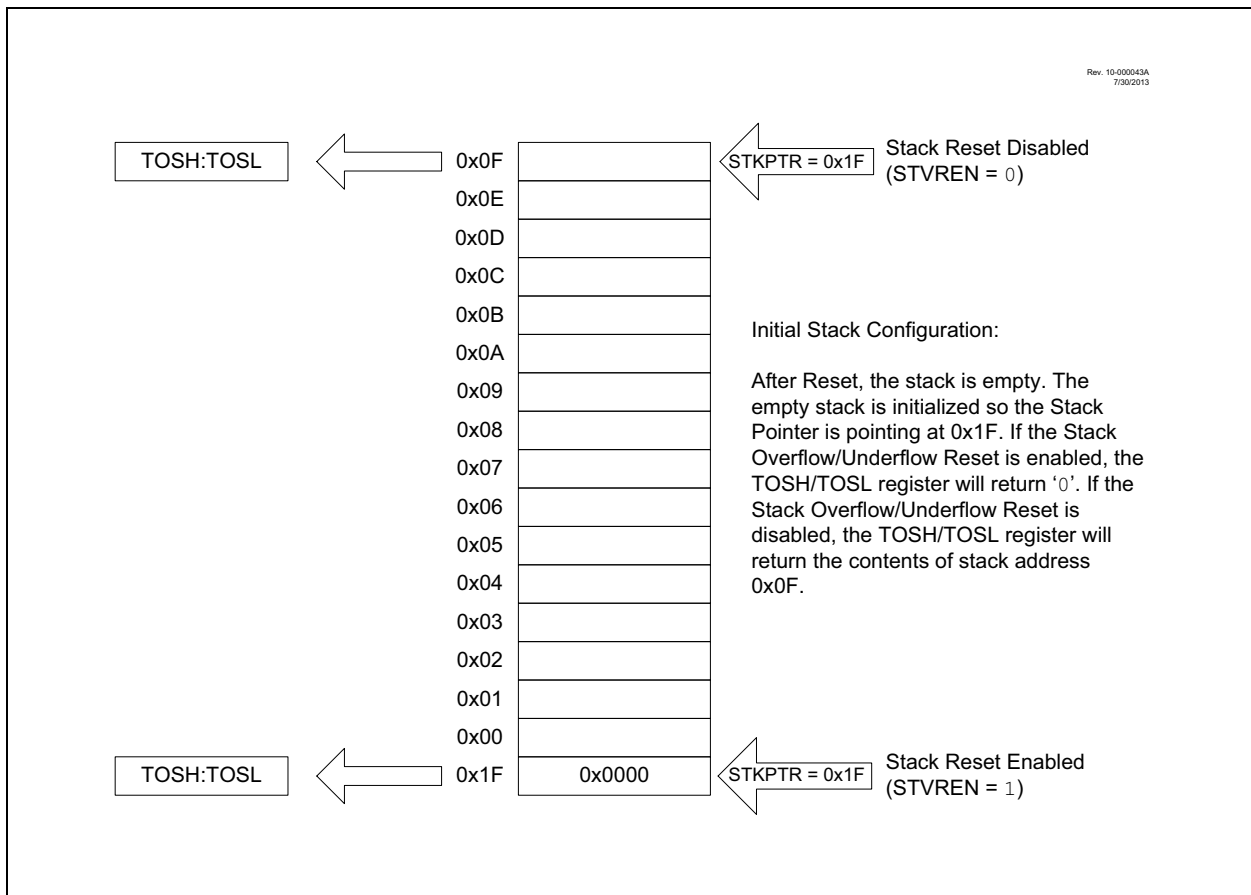 Rev. 10-000043A
7/30/2013
TOSH:TOSL
0x0F
STKPTR = 0x1F
Stack Reset Disabled
(STVREN = 0)
0x0E
0x0D
0x0C
0x0B
0x0A
0x09
0x08
0x07
0x06
0x05
0x04
0x03
0x02
0x01
0x00
Initial Stack Configuration:
After Reset, the stack is empty. The
empty stack is initialized so the Stack
Pointer is pointing at 0x1F. If the Stack
Overflow/Underflow Reset is enabled, the
TOSH/TOSL register will return ‘0’. If the
Stack Overflow/Underflow Reset is
disabled, the TOSH/TOSL register will
return the contents of stack address
0x0F.
TOSH:TOSL
0x1F
0x0000
STKPTR = 0x1F
Stack Reset Enabled
(STVREN = 1)